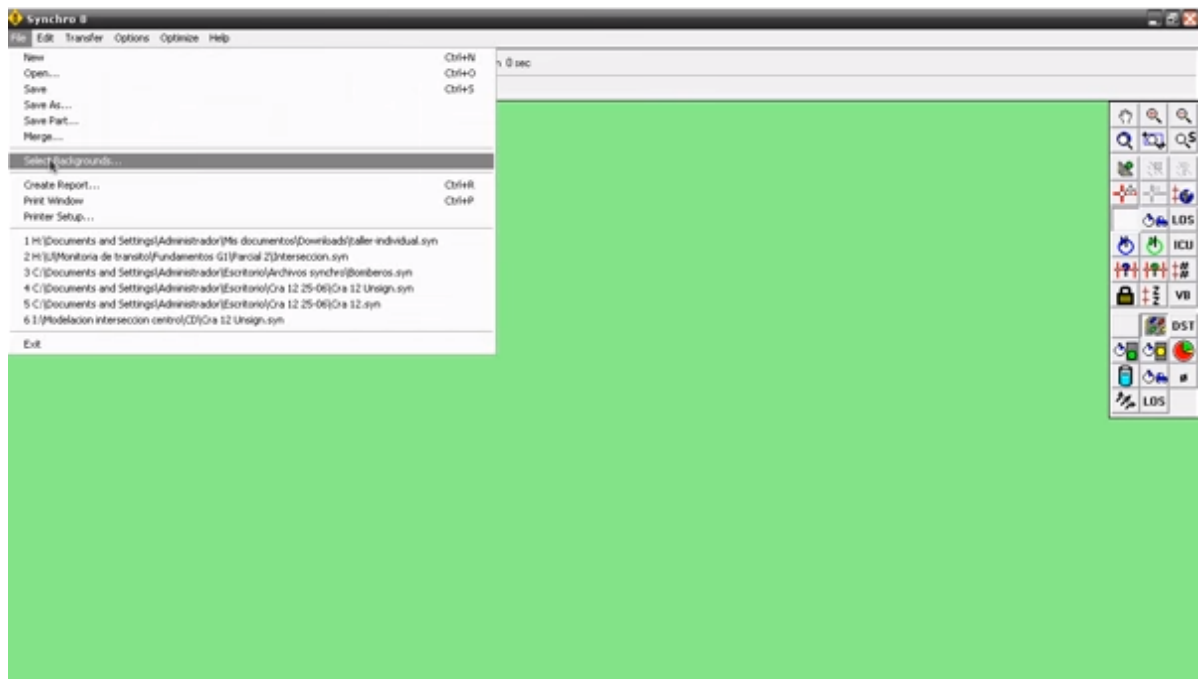 Synchro 8
File Edit Transfer Options Optimize Help
New Ctrl+N
Open... Ctrl+O
Save Ctrl+S
Save As...
Save Part...
Merge...
Select Backgrounds...
Create Report... Ctrl+R
Print Window Ctrl+P
Printer Setup...
1 H:\Documents and Settings\Administrador\Mis documentos\Downloads\taller-individual.syn
2 H:\U\Monitoria de transito\Fundamentos G1\Parcial 2\Interseccion.syn
3 C:\Documents and Settings\Administrador\Escritorio\Archivos synchro\Bomberos.syn
4 C:\Documents and Settings\Administrador\Escritorio\Cra 12 25-06\Cra 12 Unsign.syn
5 C:\Documents and Settings\Administrador\Escritorio\Cra 12 25-06\Cra 12.syn
6 I:\Modelacion interseccion centro\CD\Cra 12 Unsign.syn
Exit
0 sec
S
LOS
ICU
##
VB
DST
ø
LOS